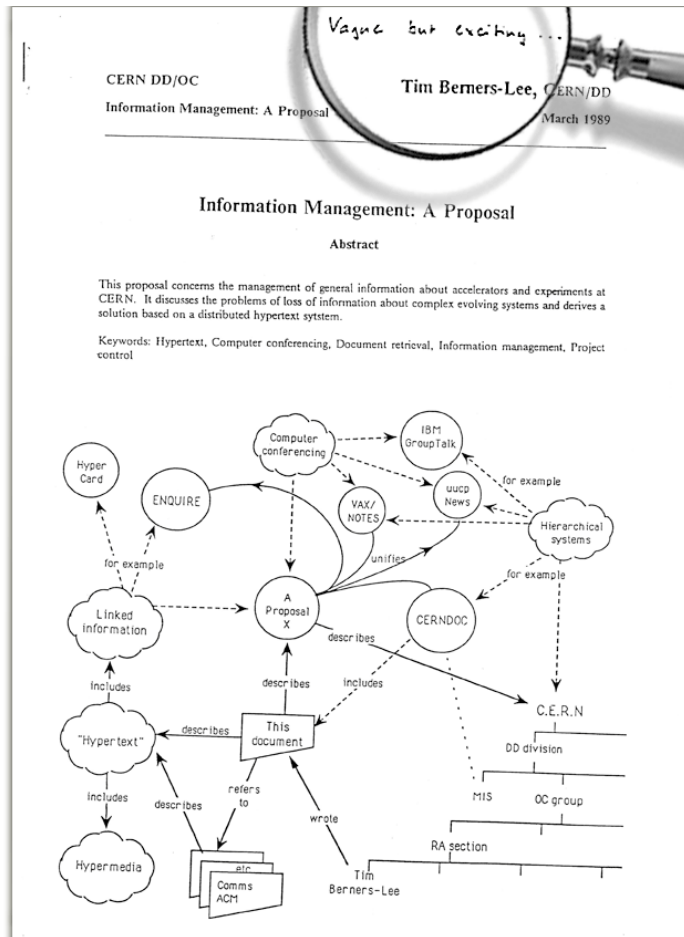 Vague but exciting ...
CERN DD/OC
Tim Berners-Lee, CERN/DD
Information Management: A Proposal
March 1989
Information Management: A Proposal
Abstract
This proposal concerns the management of general information about accelerators and experiments at
CERN. It discusses the problems of loss of information about complex evolving systems and derives a
solution based on a distributed hypertext sytstem.
Keywords: Hypertext, Computer conferencing, Document retrieval, Information management, Project
control
IBM
GroupTalk
Computer
conferencing
Hyper
Card
for example
uucp
News
ENQUIRE
VAX/
NOTES
Hierarchical
systems
unifies
for example
for example
A
Proposal
X
CERNDOC
Linked
information
describes
describes
includes
includes
C.E.R.N
This
document
describes
"Hypertext"
DD division
refers
to
MIS
OC group
includes
describes
wrote
RA section
Hypermedia
etc
Tim
Berners-Lee
Comms
ACM